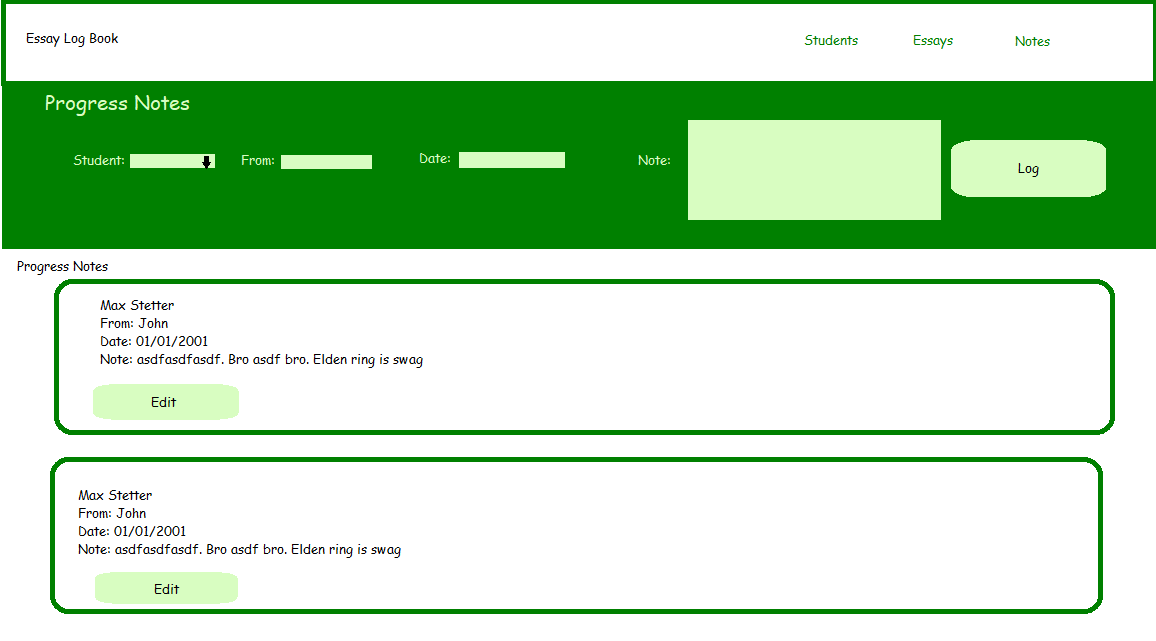 Essay Log Book
Students Essays Notes
Progress Notes
Student: From: Date: Note:
Log
Progress Notes
Max Stetter
From: John
Date: 01/01/2001
Note: asdfasdfasdf. Bro asdf bro. Elden ring is swag
Edit
Max Stetter
From: John
Date: 01/01/2001
Note: asdfasdfasdf. Bro asdf bro. Elden ring is swag
Edit